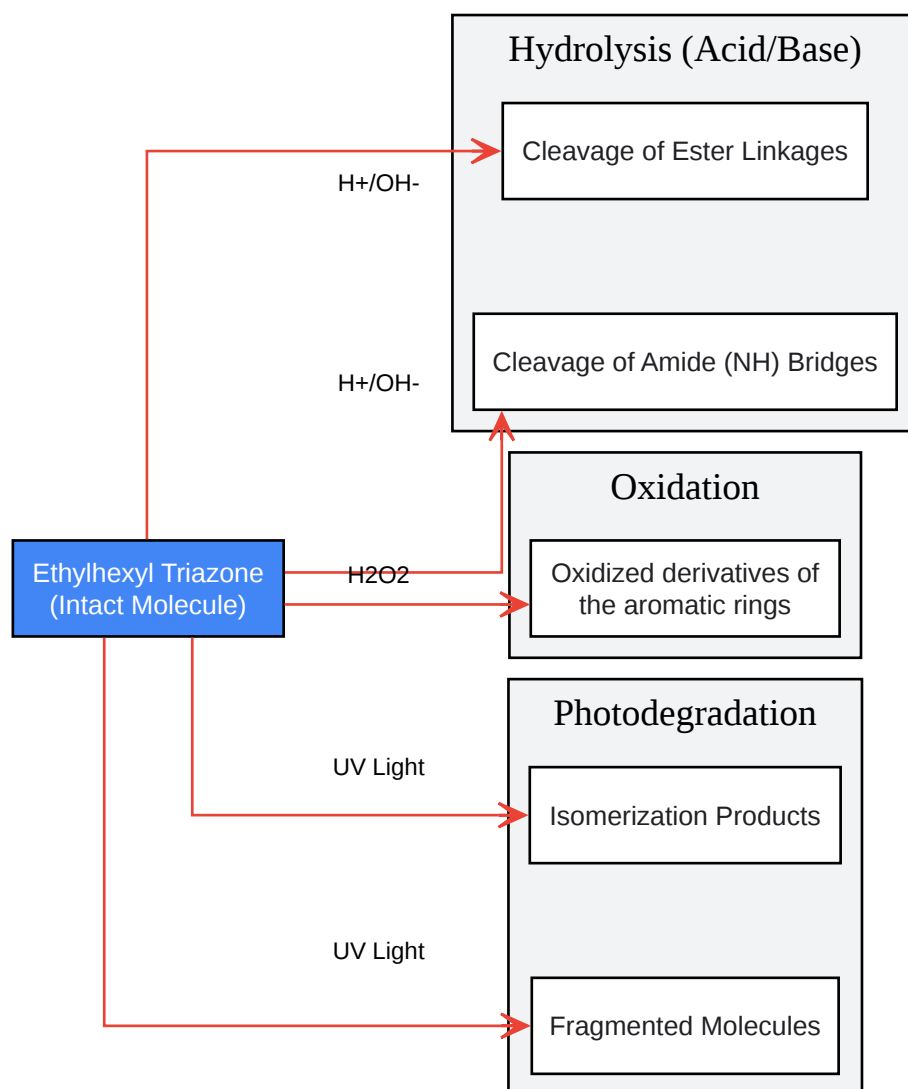 Hydrolysis (Acid/Base)
Cleavage of Ester Linkages
H+/OH-
Cleavage of Amide (NH) Bridges
H+/OH-
Oxidation
Ethylhexyl Triazone
(Intact Molecule)
H2O2
Oxidized derivatives of
the aromatic rings
Photodegradation
UV Light
Isomerization Products
UV Light
Fragmented Molecules